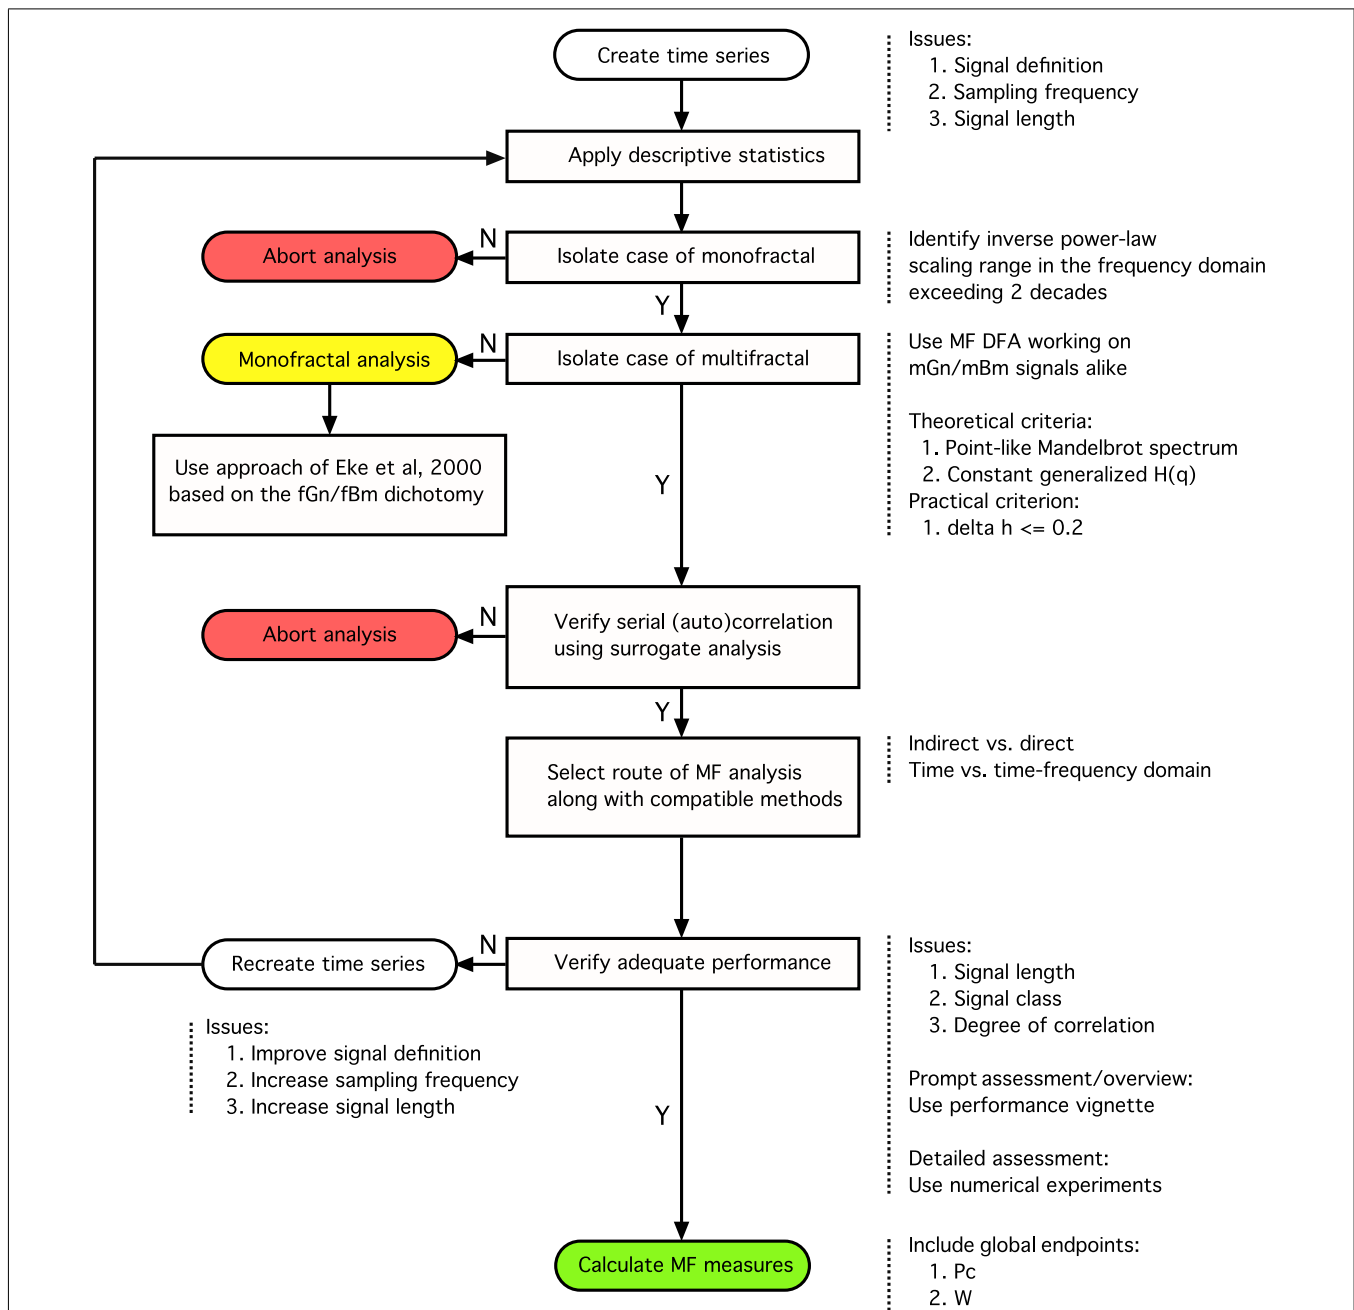 Create time series
Issues:
1. Signal definition
2. Sampling frequency
3. Signal length
Apply descriptive statistics
Abort analysis
N
Isolate case of monofractal
Identify inverse power-law
scaling range in the frequency domain
exceeding 2 decades
Y
Monofractal analysis
N
Isolate case of multifractal
Use MF DFA working on
mGn/mBm signals alike
Theoretical criteria:
1. Point-like Mandelbrot spectrum
2. Constant generalized H(q)
Practical criterion:
1. delta h <= 0.2
Use approach of Eke et al, 2000
based on the fGn/fBm dichotomy
Y
Abort analysis
N
Verify serial (auto)correlation
using surrogate analysis
Y
Select route of MF analysis
along with compatible methods
Indirect vs. direct
Time vs. time-frequency domain
Recreate time series
N
Verify adequate performance
Issues:
1. Signal length
2. Signal class
3. Degree of correlation
Prompt assessment/overview:
Use performance vignette
Detailed assessment:
Use numerical experiments
Issues:
1. Improve signal definition
2. Increase sampling frequency
3. Increase signal length
Y
Calculate MF measures
Include global endpoints:
1. Pc
2. W